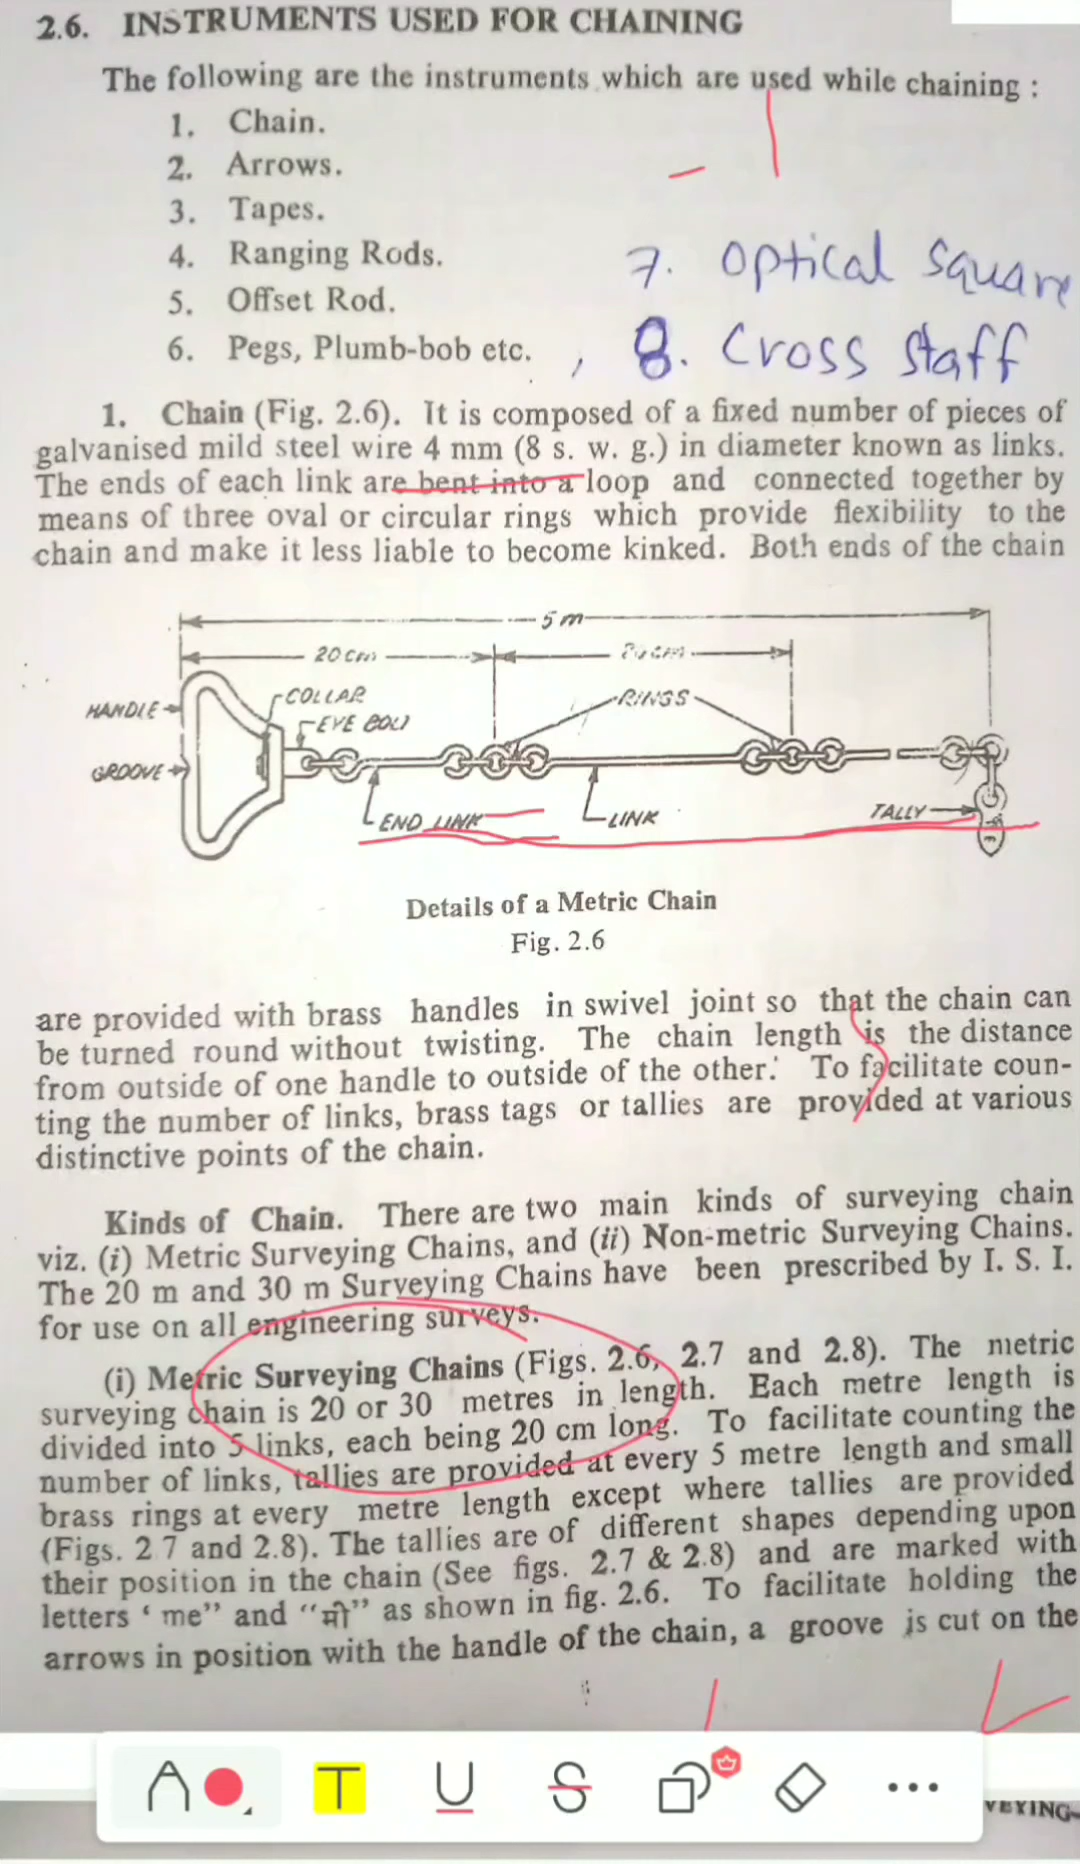 2.6. INSTRUMENTS USED FOR CHAINING
The following are the instruments which are used while chaining :
1. Chain.
2. Arrows.
3. Tapes.
4. Ranging Rods.
5. Offset Rod.
6. Pegs, Plumb-bob etc. ,
7. optical square
8. Cross staff
1. Chain (Fig. 2.6). It is composed of a fixed number of pieces of
galvanised mild steel wire 4 mm (8 s. w. g.) in diameter known as links.
The ends of each link are bent into a loop and connected together by
means of three oval or circular rings which provide flexibility to the
chain and make it less liable to become kinked. Both ends of the chain
5 m
20 cm 20 cm
HANDLE COLLAR RINGS
EYE BOLT
GROOVE
END LINK LINK TALLY
Details of a Metric Chain
Fig. 2.6
are provided with brass handles in swivel joint so that the chain can
be turned round without twisting. The chain length is the distance
from outside of one handle to outside of the other. To facilitate coun-
ting the number of links, brass tags or tallies are provided at various
distinctive points of the chain.
Kinds of Chain. There are two main kinds of surveying chain
viz. (i) Metric Surveying Chains, and (ii) Non-metric Surveying Chains.
The 20 m and 30 m Surveying Chains have been prescribed by I. S. I.
for use on all engineering surveys.
(i) Metric Surveying Chains (Figs. 2.6, 2.7 and 2.8). The metric
surveying chain is 20 or 30 metres in length. Each metre length is
divided into 5 links, each being 20 cm long. To facilitate counting the
number of links, tallies are provided at every 5 metre length and small
brass rings at every metre length except where tallies are provided
(Figs. 2 7 and 2.8). The tallies are of different shapes depending upon
their position in the chain (See figs. 2.7 & 2.8) and are marked with
letters ‘ me” and “मी” as shown in fig. 2.6. To facilitate holding the
arrows in position with the handle of the chain, a groove is cut on the
VEYING